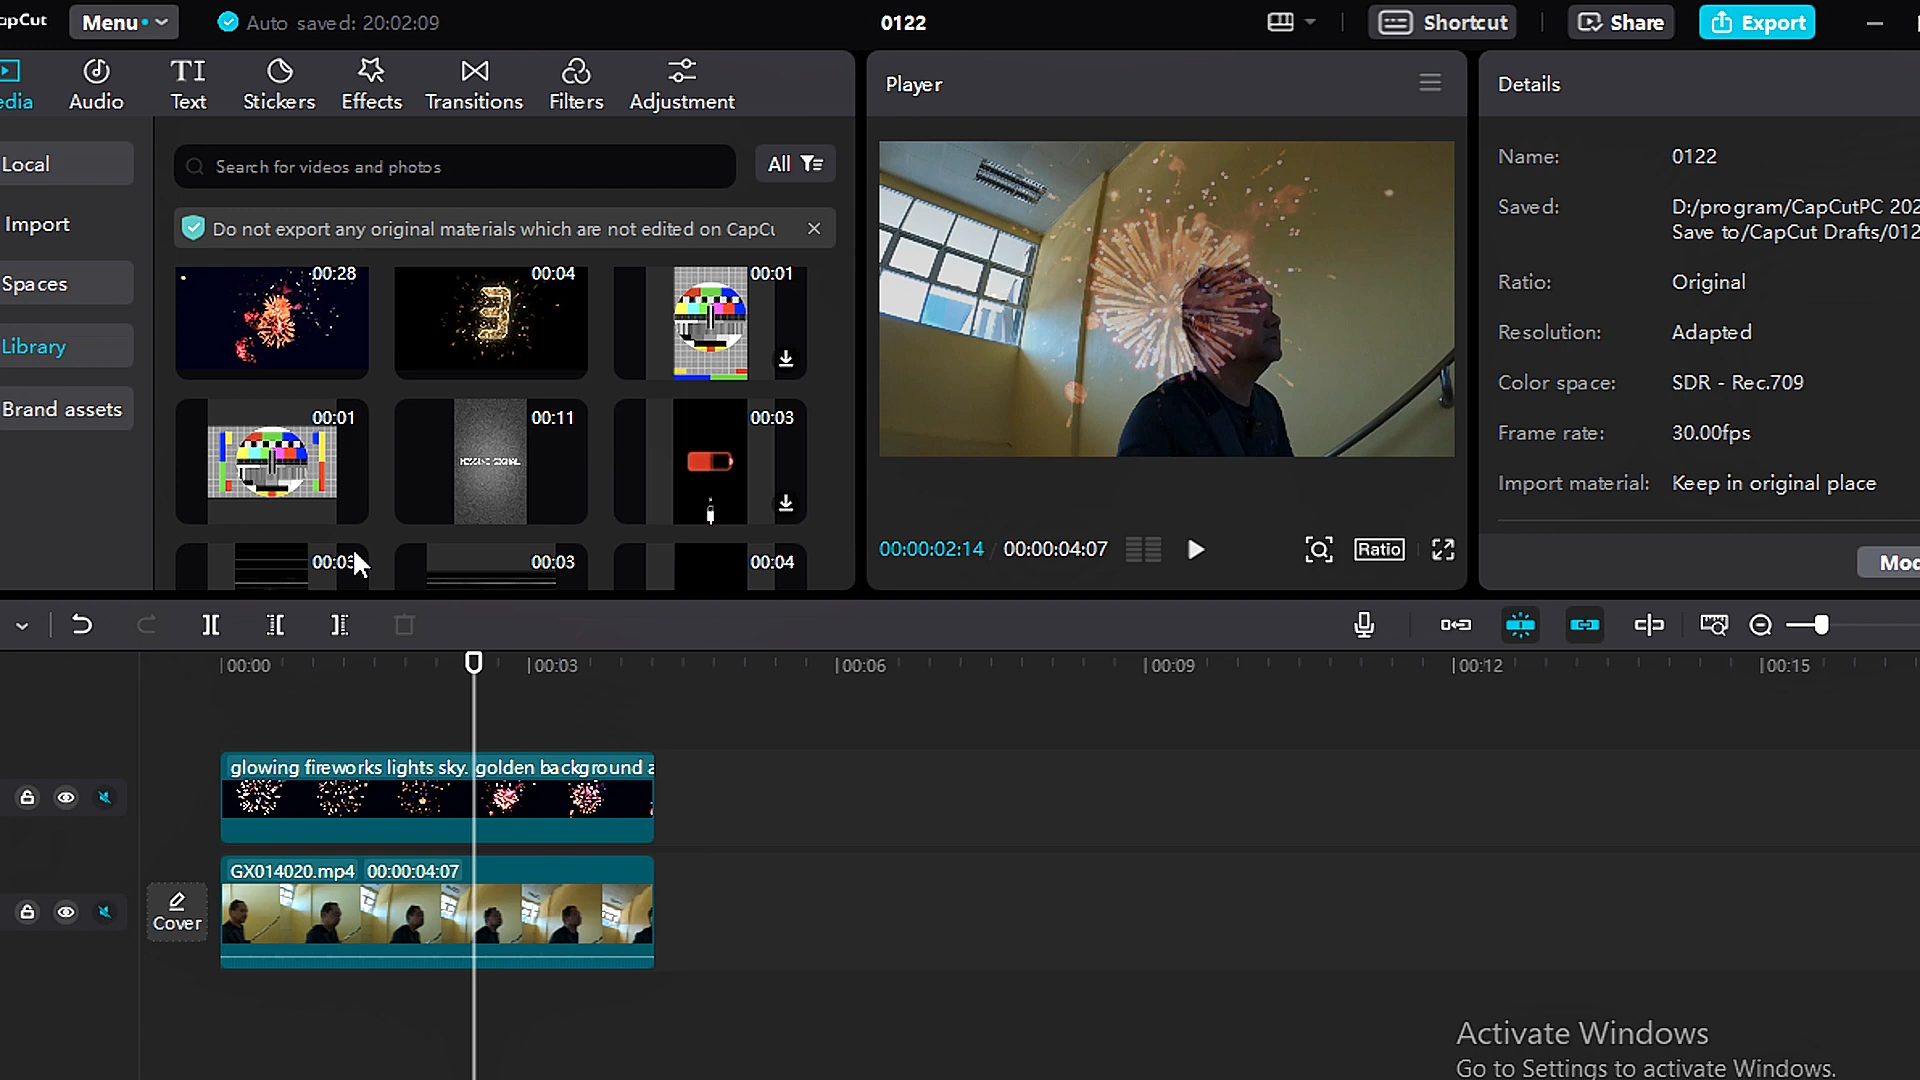 apCut
Menu
Auto saved: 20:02:09
0122
Shortcut
Share
Export
edia
Audio
TI
Text
Stickers
Effects
Transitions
Filters
Adjustment
Local
Import
Spaces
Library
Brand assets
Search for videos and photos
All
Do not export any original materials which are not edited on CapCu
00:28
00:04
00:01
00:01
00:11
00:03
00:03
00:03
00:04
Player
00:00:02:14
00:00:04:07
Ratio
Details
Name:
0122
Saved:
D:/program/CapCutPC 202
Save to/CapCut Drafts/012
Ratio:
Original
Resolution:
Adapted
Color space:
SDR - Rec.709
Frame rate:
30.00fps
Import material:
Keep in original place
Mod
00:00
00:03
00:06
00:09
00:12
00:15
glowing fireworks lights sky. golden background a
GX014020.mp4 00:00:04:07
Cover
Activate Windows
Go to Settings to activate Windows.